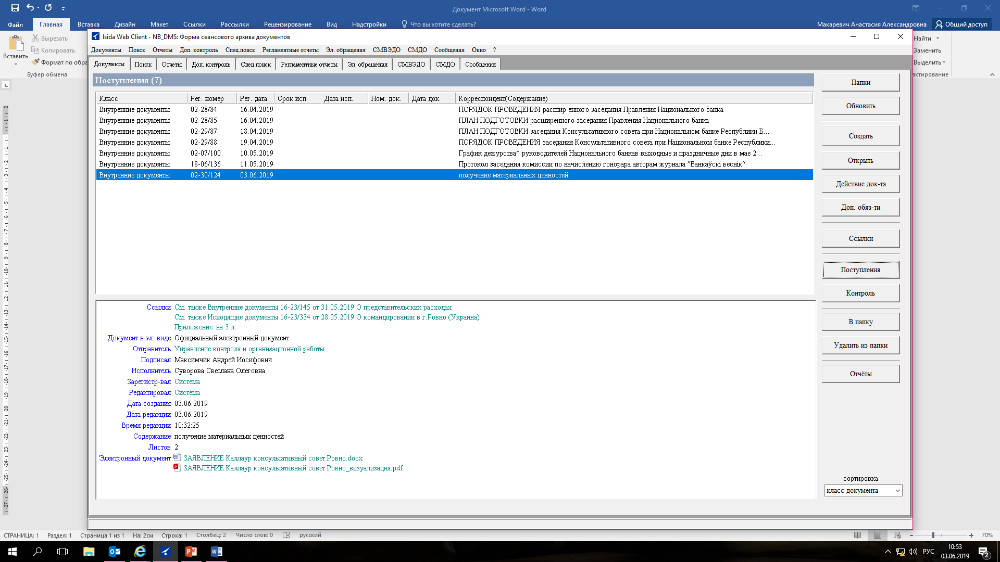 Документ Microsoft Word - Word
Файл Главная Вставка Дизайн Макет Ссылки Рассылки Рецензирование Вид Надстройки Что вы хотите сделать? Макаревич Анастасия Александровна Общий доступ
Вставить
Вырезать
Копировать
Формат по обра
Буфер обмена
Найти
Заменить
Выделить
актирование
Isida Web Client - NB_DMS: Форма сеансового архива документов
Документы Поиск Отчеты Доп. контроль Спец.поиск Регламентные отчеты Эл. обращения СМВЭДО СМДО Сообщения Окно ?
Документы Поиск Отчеты Доп. контроль Спец.поиск Регламентные отчеты Эл. обращения СМВЭДО СМДО Сообщения
Поступления (7)
Класс Рег. номер Рег. дата Срок исп. Дата исп. Ном. док. Дата док. Корреспондент(Содержание)
Внутренние документы 02-28/84 16.04.2019 ПОРЯДОК ПРОВЕДЕНИЯ расшир енного заседания Правления Национального банка
Внутренние документы 02-28/85 16.04.2019 ПЛАН ПОДГОТОВКИ расширенного заседания Правления Национального банка
Внутренние документы 02-29/87 18.04.2019 ПЛАН ПОДГОТОВКИ заседания Консультативного совета при Национальном банке Республики Б...
Внутренние документы 02-29/88 19.04.2019 ПОРЯДОК ПРОВЕДЕНИЯ заседания Консультативного совета при Национальном банке Республики...
Внутренние документы 02-07/100 10.05.2019 График дежурства* руководителей Национального банкав выходные и праздничные дни в мае 2...
Внутренние документы 18-06/136 11.05.2019 Протокол заседания комиссии по начислению гонорара авторам журнала ”Банкаўскі веснік“
Внутренние документы 02-30/124 03.06.2019 получение материальных ценностей
Ссылки См. также Внутренние документы 16-23/145 от 31.05.2019 О представительских расходах
См. также Исходящие документы 16-23/334 от 28.05.2019 О командировании в г.Ровно (Украина)
Приложение: на 3 л.
Документ в эл. виде Официальный электронный документ
Отправитель Управление контроля и организационной работы
Подписал Максимчик Андрей Иосифович
Исполнитель Суворова Светлана Олеговна
Зарегистр-вал Система
Редактировал Система
Дата создания 03.06.2019
Дата редакции 03.06.2019
Время редакции 10:32:25
Содержание получение материальных ценностей
Листов 2
Электронный документ ЗАЯВЛЕНИЕ Каллаур консультативный совет Ровно.docx
ЗАЯВЛЕНИЕ Каллаур консультативный совет Ровно_визуализация.pdf
Папки
Обновить
Создать
Открыть
Действие док-та
Доп. обяз-ти
Ссылки
Поступления
Контроль
В папку
Удалить из папки
Отчёты
сортировка
класс документа
СТРАНИЦА: 1 Раздел: 1 Страница 1 из 1 На: 2см Строка: 1 Столбец: 2 Число слов: 0 русский 70%
РУС
10:53
03.06.2019
2